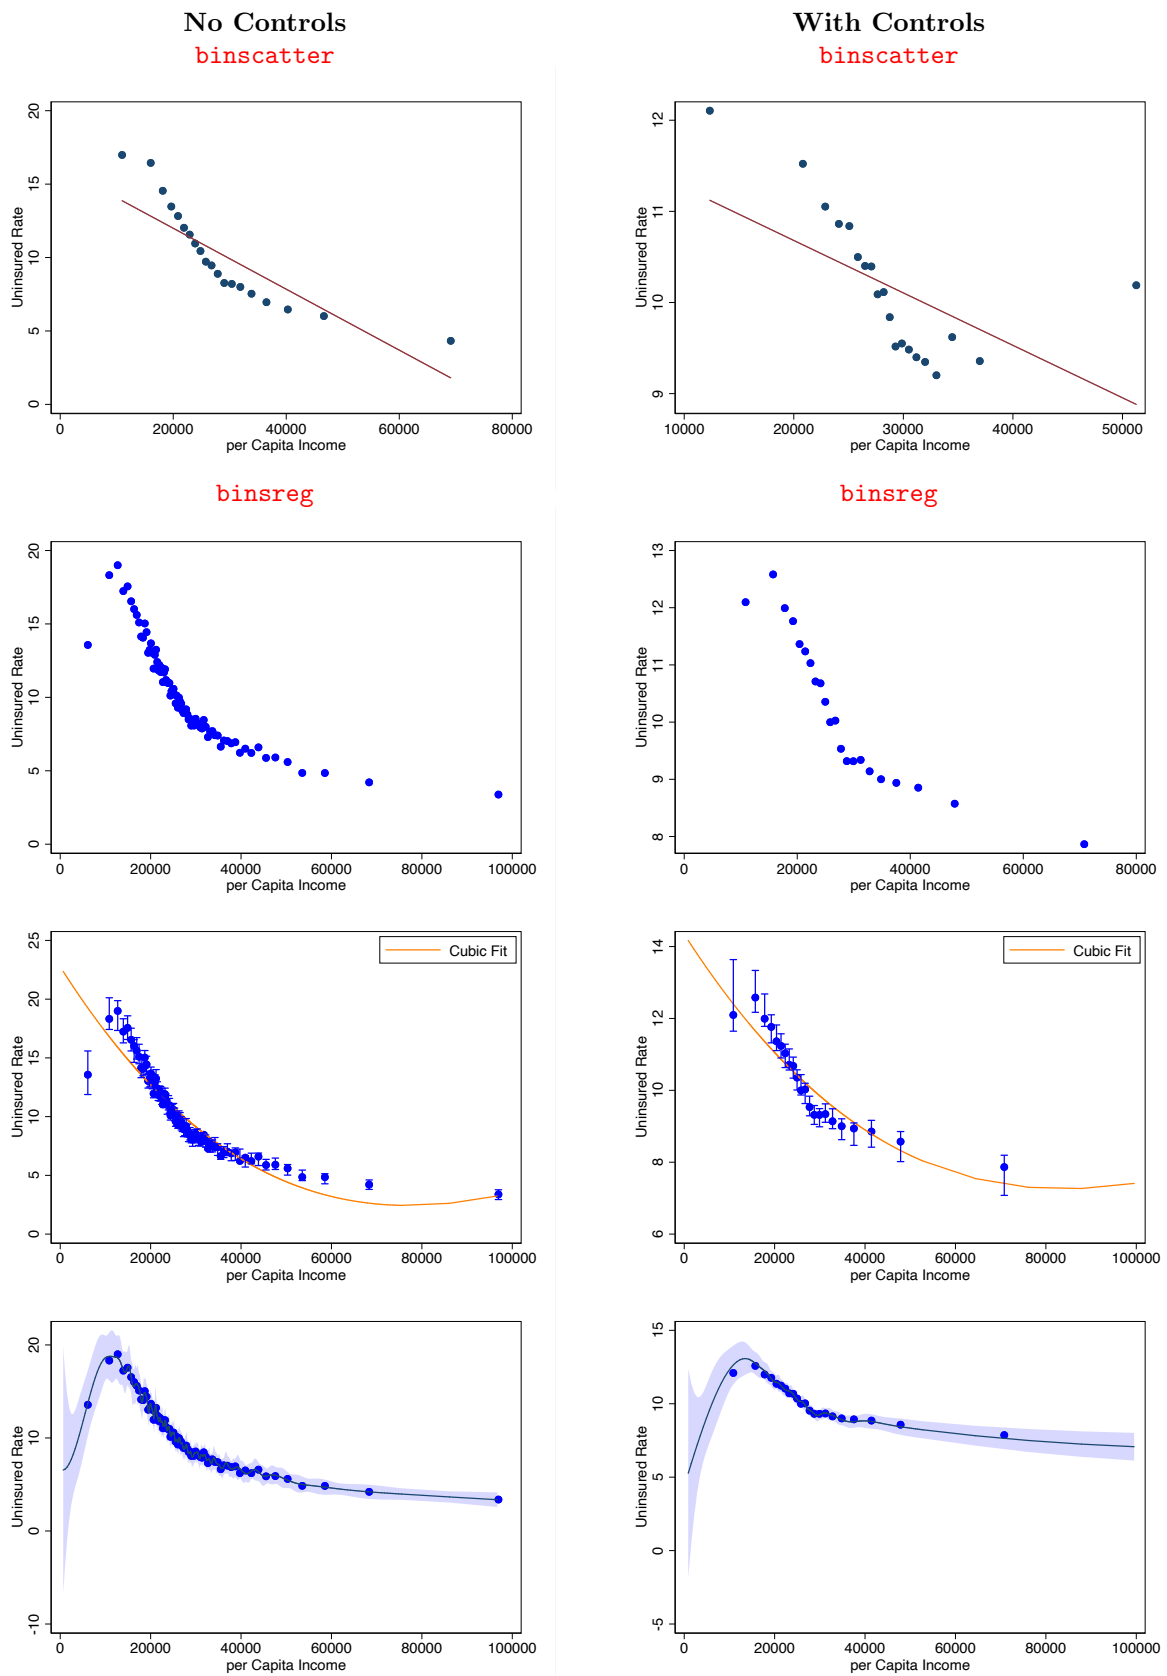 No Controls
binscatter
20
15
10
5
0
Uninsured Rate
0 20000 40000 60000 80000
per Capita Income
With Controls
binscatter
12
11
10
9
Uninsured Rate
10000 20000 30000 40000 50000
per Capita Income
binsreg
20
15
10
5
0
Uninsured Rate
0 20000 40000 60000 80000 100000
per Capita Income
binsreg
13
12
11
10
9
8
Uninsured Rate
0 20000 40000 60000 80000
per Capita Income
Cubic Fit
25
20
15
10
5
0
Uninsured Rate
0 20000 40000 60000 80000 100000
per Capita Income
Cubic Fit
14
12
10
8
6
Uninsured Rate
0 20000 40000 60000 80000 100000
per Capita Income
20
10
0
-10
Uninsured Rate
0 20000 40000 60000 80000 100000
per Capita Income
15
10
5
0
-5
Uninsured Rate
0 20000 40000 60000 80000 100000
per Capita Income